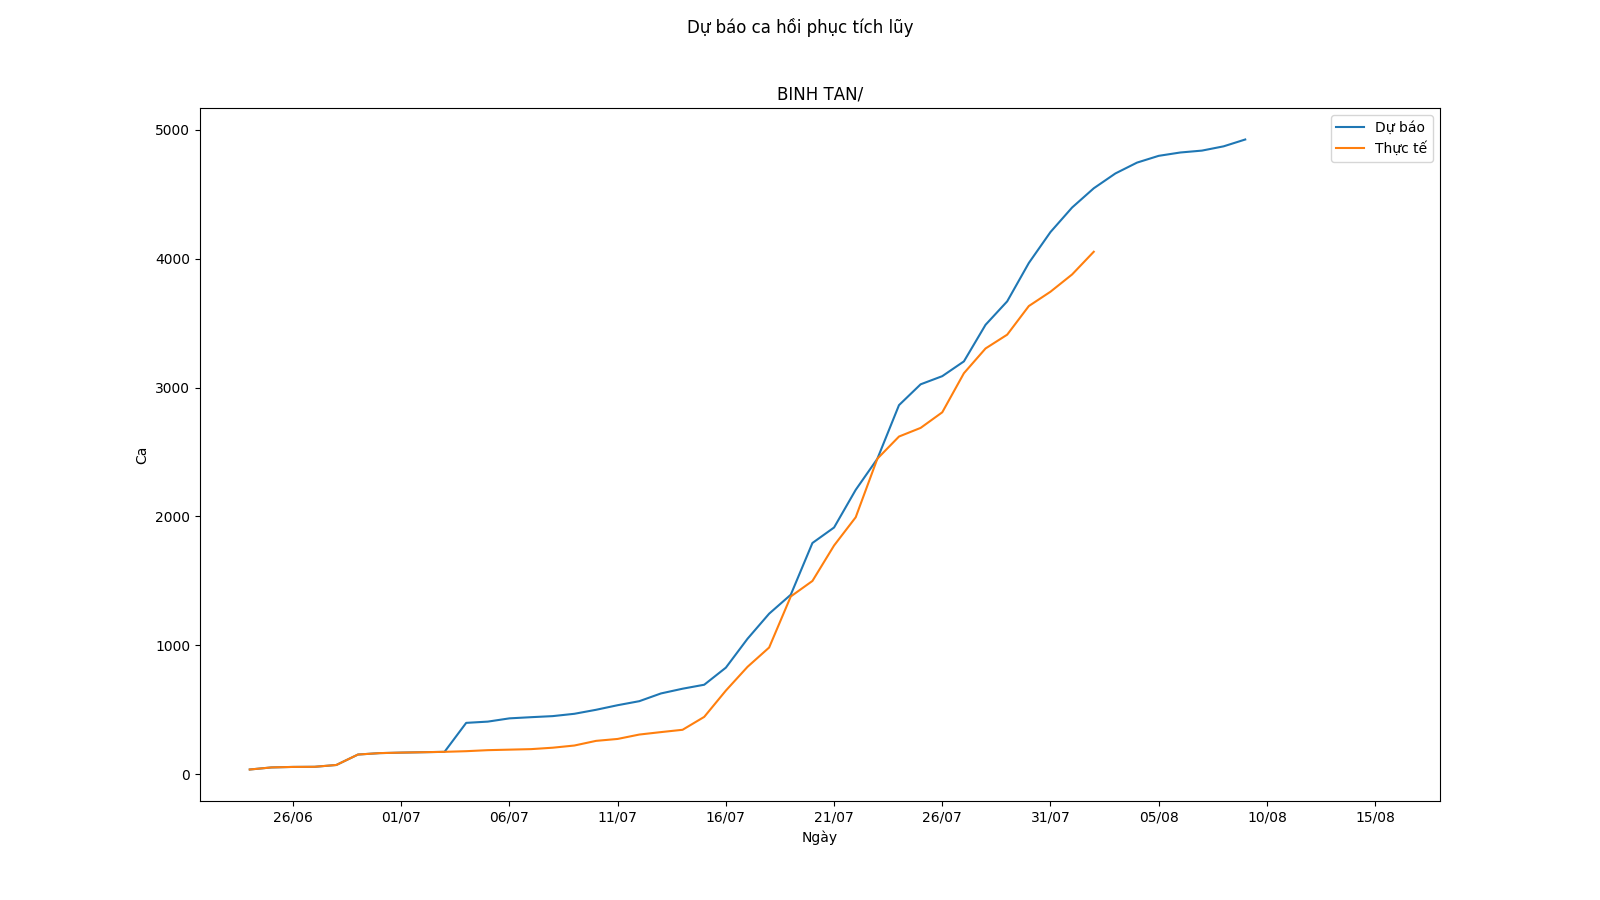 Dự báo ca hồi phục tích lũy
BINH TAN/
Dự báo
Thực tế
5000
4000
3000
2000
1000
0
Ca
26/06 01/07 06/07 11/07 16/07 21/07 26/07 31/07 05/08 10/08 15/08
Ngày